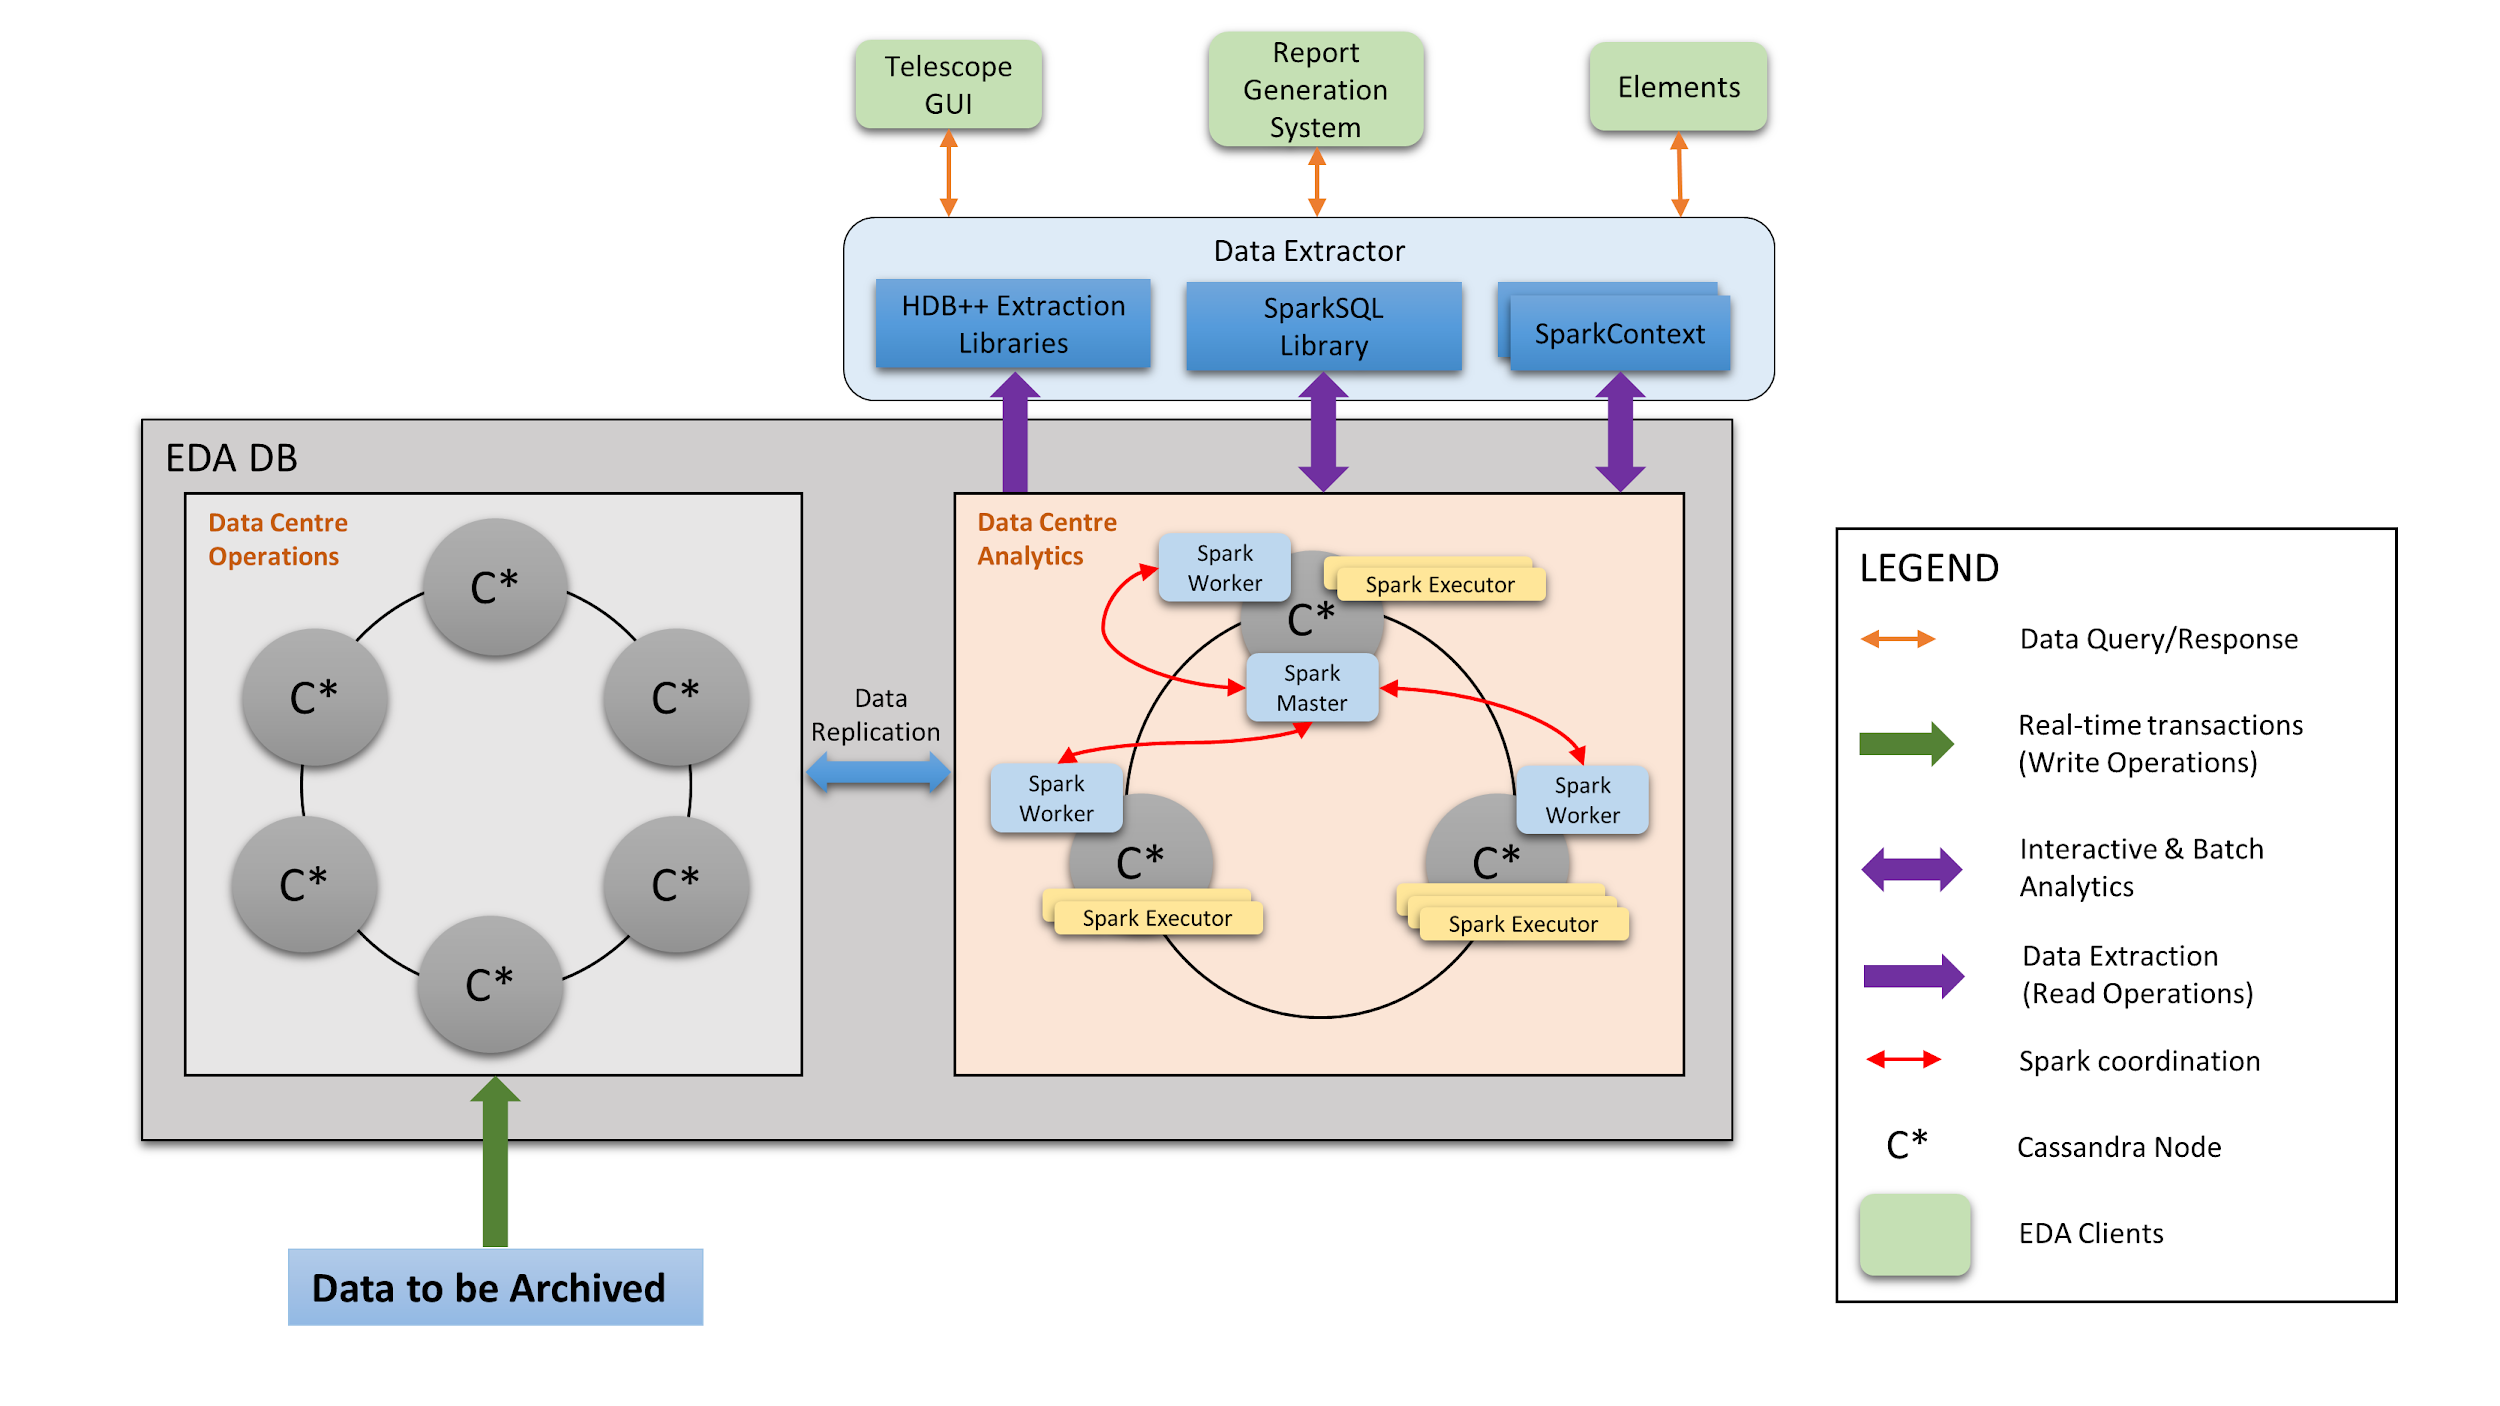 Telescope
GUI
Report
Generation
System
Elements
Data Extractor
HDB++ Extraction
Libraries
SparkSQL
Library
SparkContext
EDA DB
Data Centre
Operations
C*
C*
C*
C*
C*
C*
Data
Replication
Data Centre
Analytics
Spark
Worker
Spark Executor
C*
Spark
Master
Spark
Worker
C*
Spark Executor
Spark
Worker
C*
Spark Executor
Data to be Archived
LEGEND
Data Query/Response
Real-time transactions
(Write Operations)
Interactive & Batch
Analytics
Data Extraction
(Read Operations)
Spark coordination
C*
Cassandra Node
EDA Clients